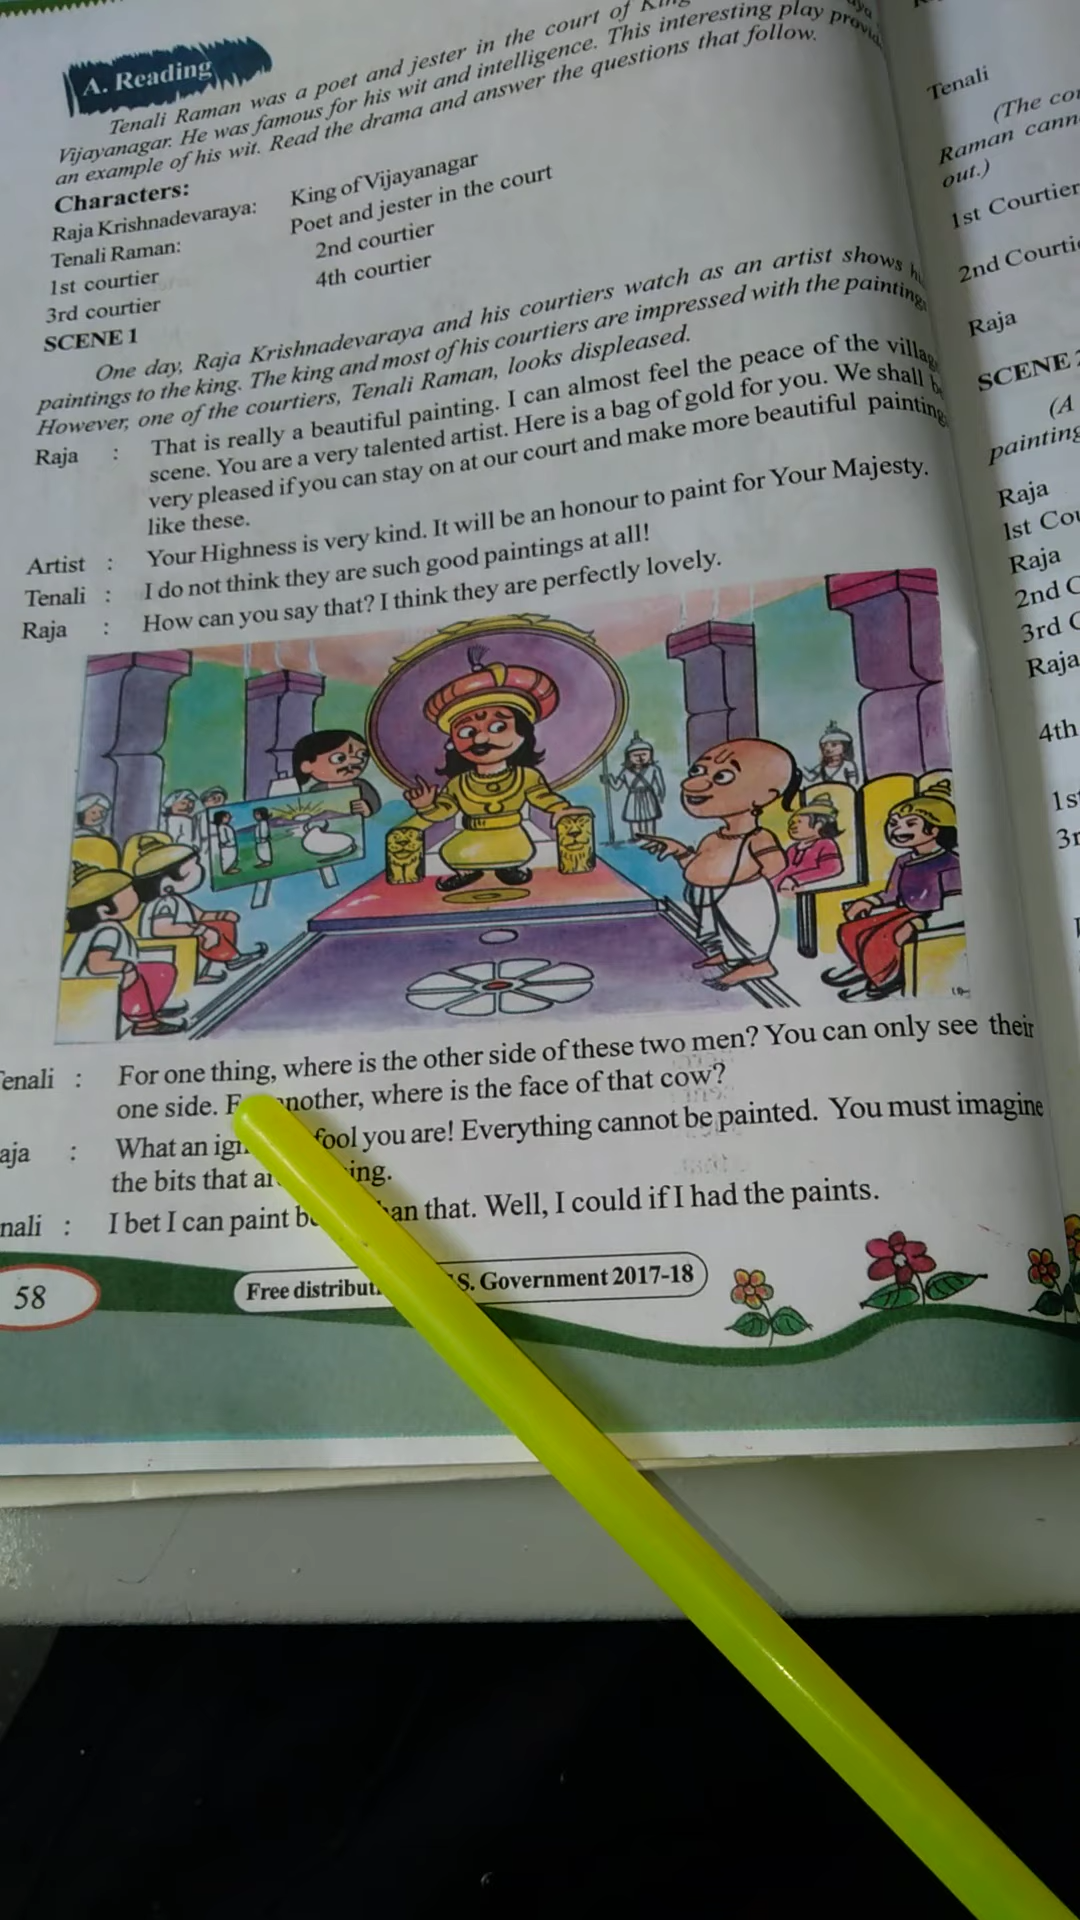 A. Reading
Tenali Raman was a poet and jester in the court of King
Vijayanagar. He was famous for his wit and intelligence. This interesting play
an example of his wit. Read the drama and answer the questions that follow.
Characters:
Raja Krishnadevaraya: King of Vijayanagar
Tenali Raman: Poet and jester in the court
1st courtier 2nd courtier
3rd courtier 4th courtier
SCENE 1
One day, Raja Krishnadevaraya and his courtiers watch as an artist shows
paintings to the king. The king and most of his courtiers are impressed with the painting
However, one of the courtiers, Tenali Raman, looks displeased.
Raja : That is really a beautiful painting. I can almost feel the peace of the village
scene. You are a very talented artist. Here is a bag of gold for you. We shall
very pleased if you can stay on at our court and make more beautiful painting
like these.
Artist : Your Highness is very kind. It will be an honour to paint for Your Majesty.
Tenali : I do not think they are such good paintings at all!
Raja : How can you say that? I think they are perfectly lovely.
enali : For one thing, where is the other side of these two men? You can only see their
one side. another, where is the face of that cow?
aja : What an fool you are! Everything cannot be painted. You must imagine
the bits that
nali : I bet I can paint that. Well, I could if I had the paints.
58
Free S. Government 2017-18
Tenali
(The
Raman
out.)
1st Courtier
2nd
Raja
SCENE
(A
painting
Raja
1st
Raja
2nd
3rd
Raja
4th